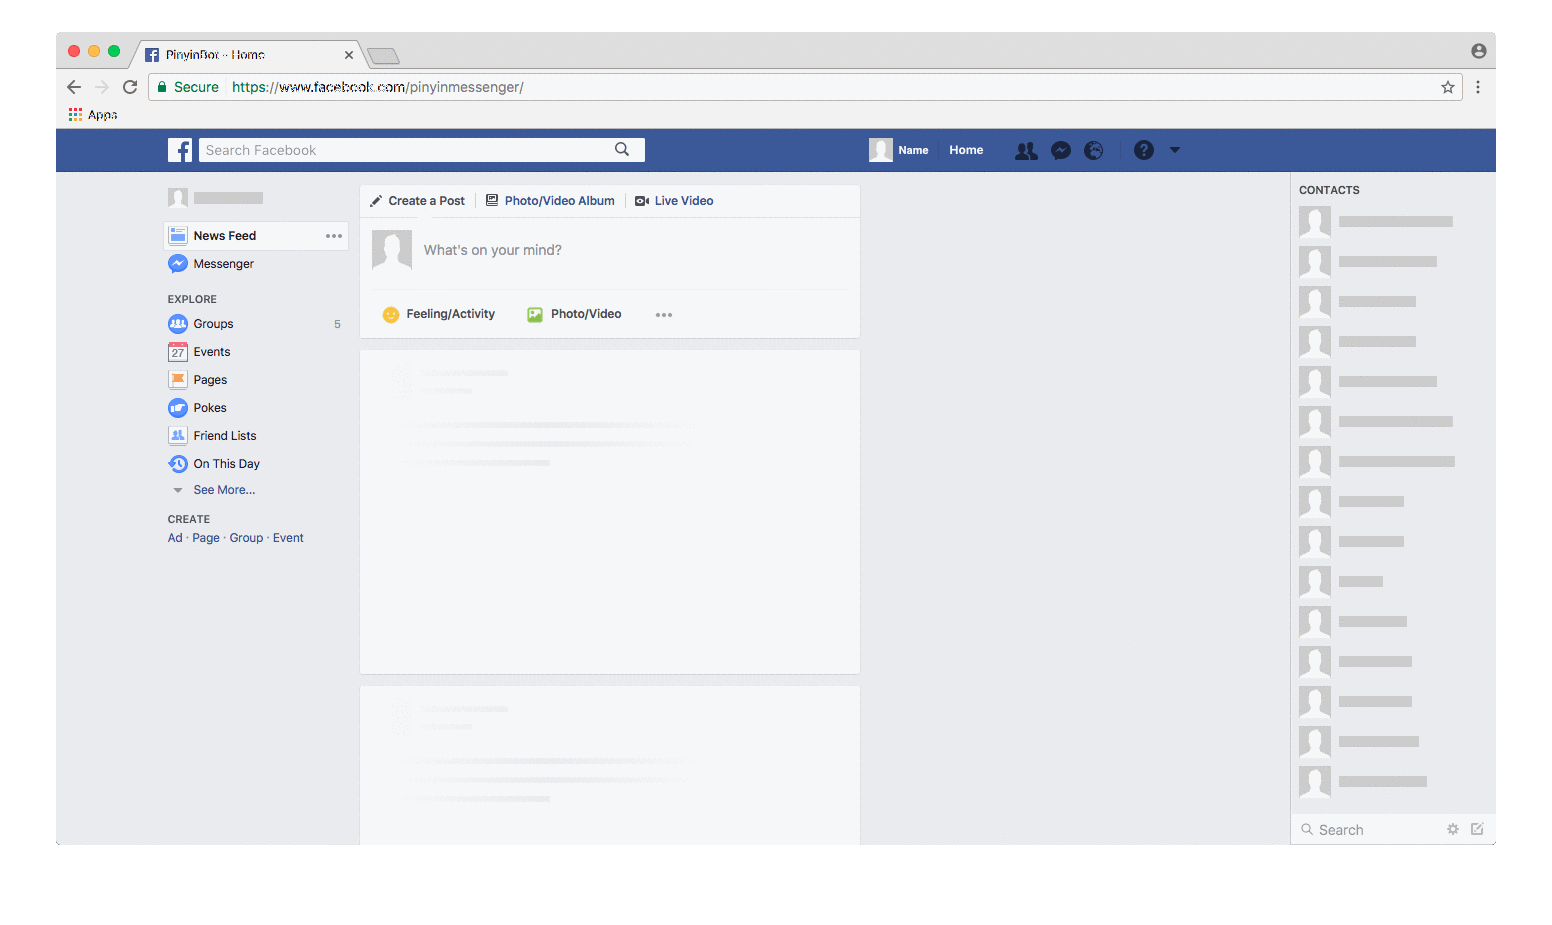 PinyinBot - Home
Secure https://www.facebook.com/pinyinmessenger/
Apps
Search Facebook
Name Home
News Feed
Messenger
EXPLORE
Groups 5
27 Events
Pages
Pokes
Friend Lists
On This Day
See More...
CREATE
Ad · Page · Group · Event
Create a Post Photo/Video Album Live Video
What's on your mind?
Feeling/Activity Photo/Video
CONTACTS
Search